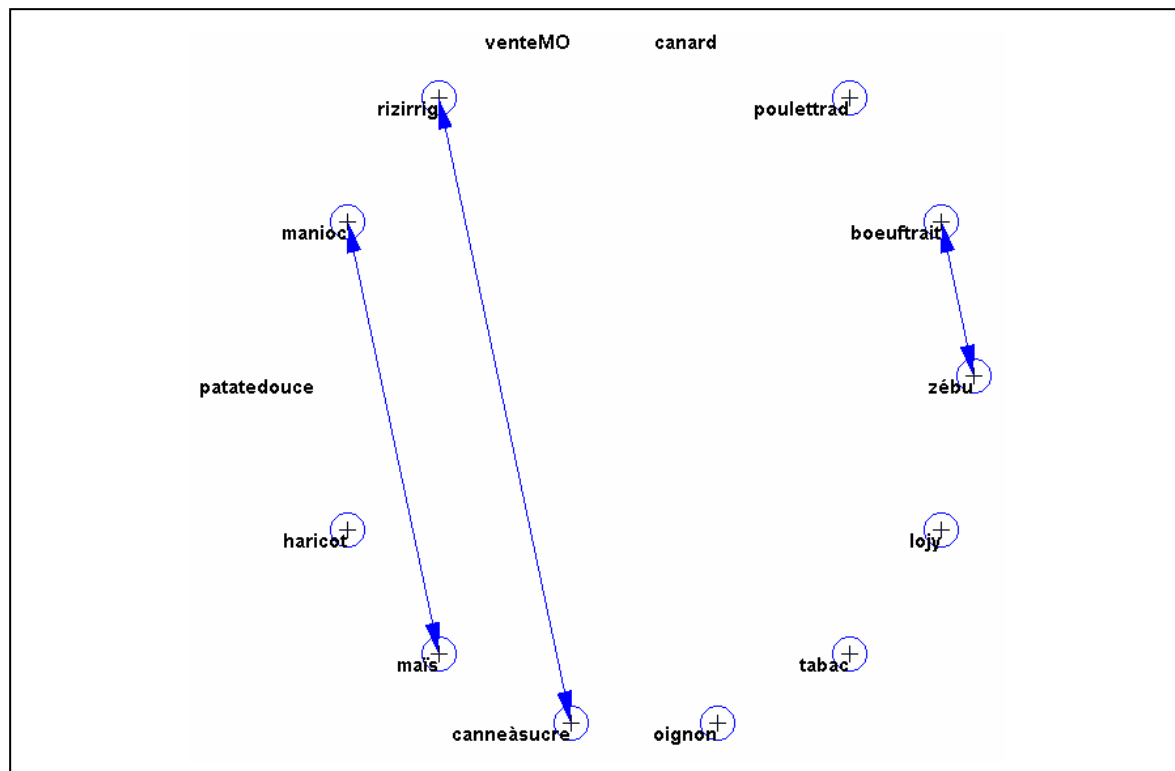 venteMO canard
rizirrig poulettrad
manioc boeuftrait
patatedouce zébu
haricot lojy
maïs tabac
canneàsucre oignon